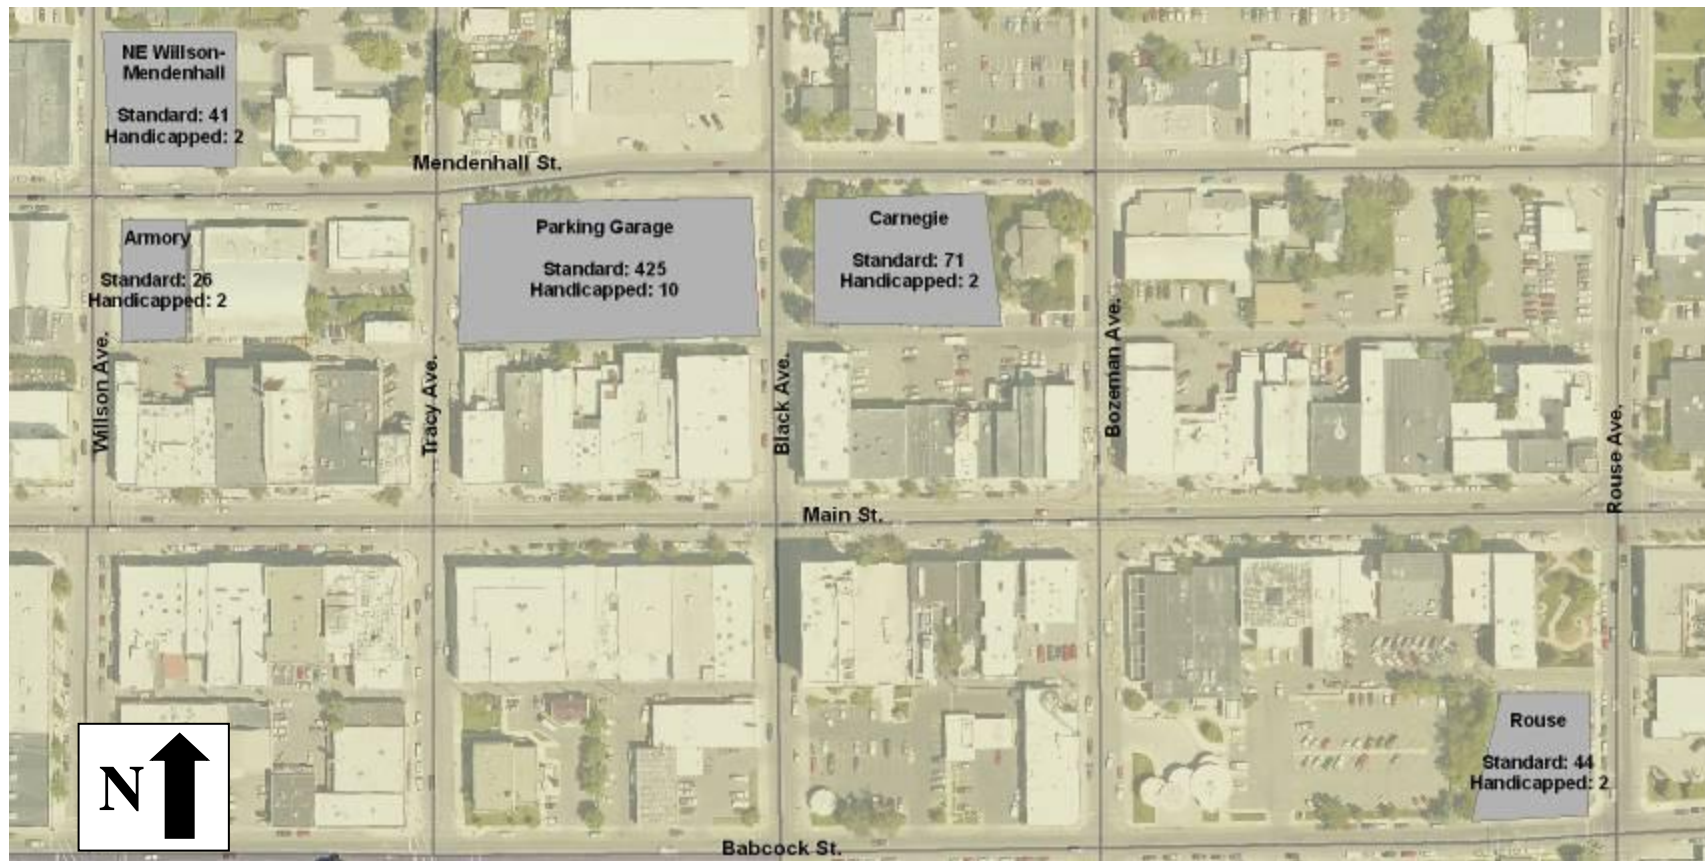 NE Willson-
Mendenhall
Standard: 41
Handicapped: 2
Mendenhall St.
Armory
Standard: 26
Handicapped: 2
Parking Garage
Standard: 425
Handicapped: 10
Carnegie
Standard: 71
Handicapped: 2
Willson Ave.
Tracy Ave.
Black Ave.
Bozeman Ave.
Rouse Ave.
Main St.
Rouse
Standard: 44
Handicapped: 2
N
Babcock St.